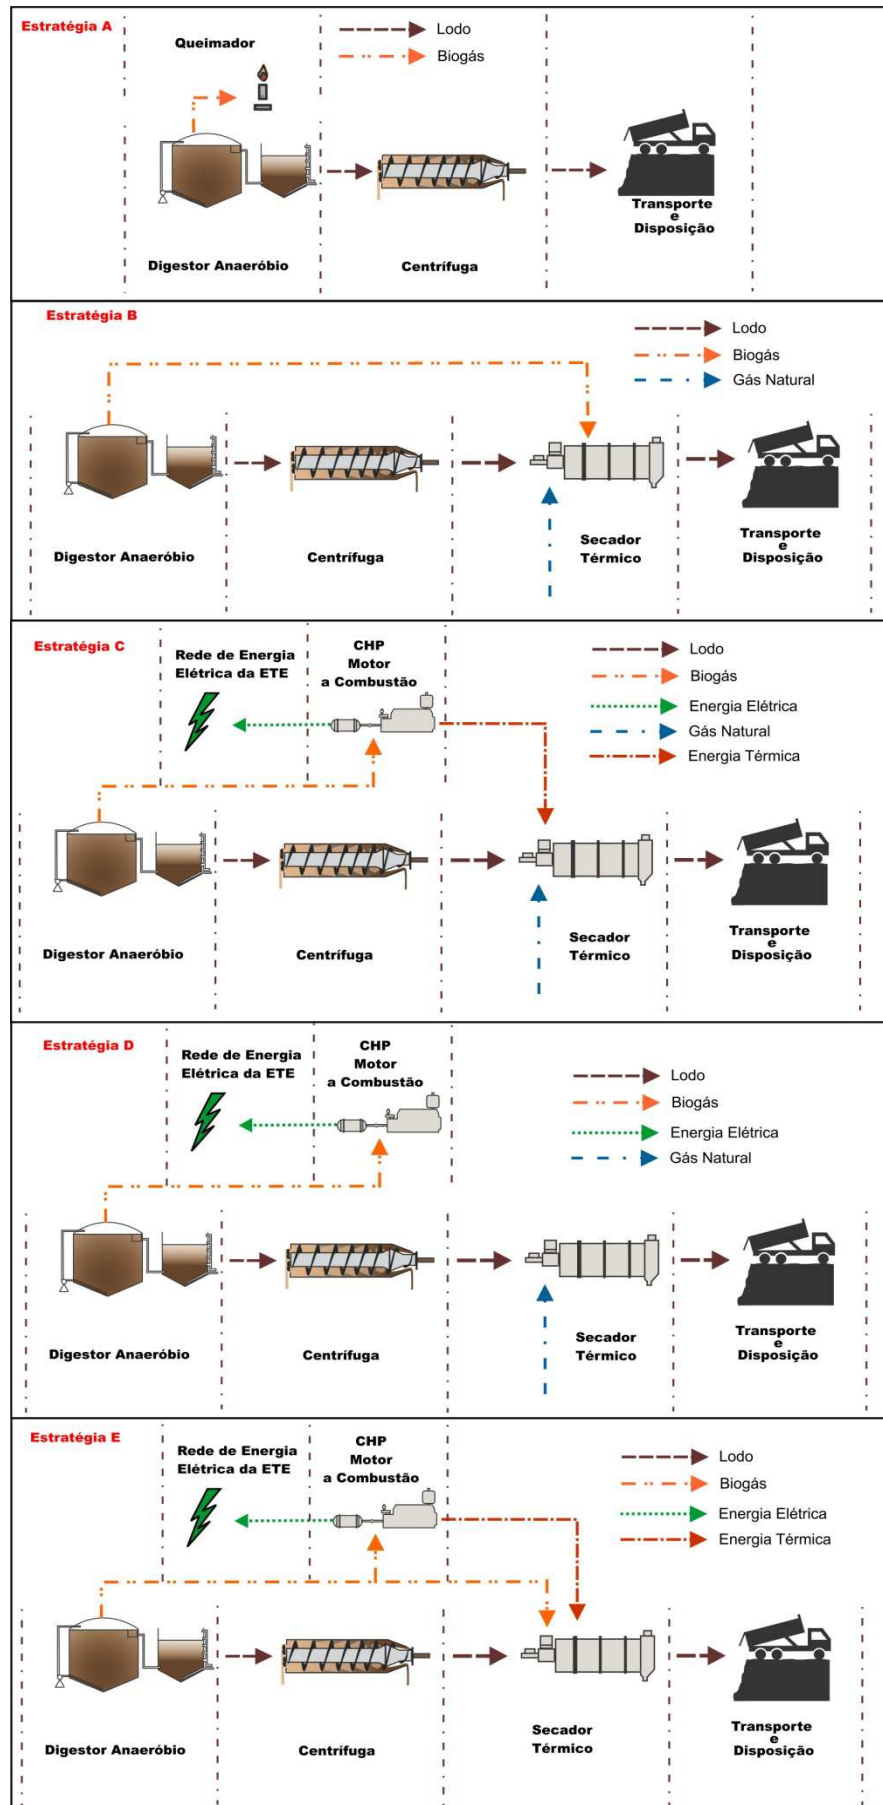 Estratégia A
Queimador
Lodo
Biogás
Transporte
e
Disposição
Digestor Anaeróbio
Centrífuga
Estratégia B
Lodo
Biogás
Gás Natural
Digestor Anaeróbio
Centrífuga
Secador
Térmico
Transporte
e
Disposição
Estratégia C
Rede de Energia
Elétrica da ETE
CHP
Motor
a Combustão
Lodo
Biogás
Energia Elétrica
Gás Natural
Energia Térmica
Digestor Anaeróbio
Centrífuga
Secador
Térmico
Transporte
e
Disposição
Estratégia D
Rede de Energia
Elétrica da ETE
CHP
Motor
a Combustão
Lodo
Biogás
Energia Elétrica
Gás Natural
Digestor Anaeróbio
Centrífuga
Secador
Térmico
Transporte
e
Disposição
Estratégia E
Rede de Energia
Elétrica da ETE
CHP
Motor
a Combustão
Lodo
Biogás
Energia Elétrica
Energia Térmica
Digestor Anaeróbio
Centrífuga
Secador
Térmico
Transporte
e
Disposição